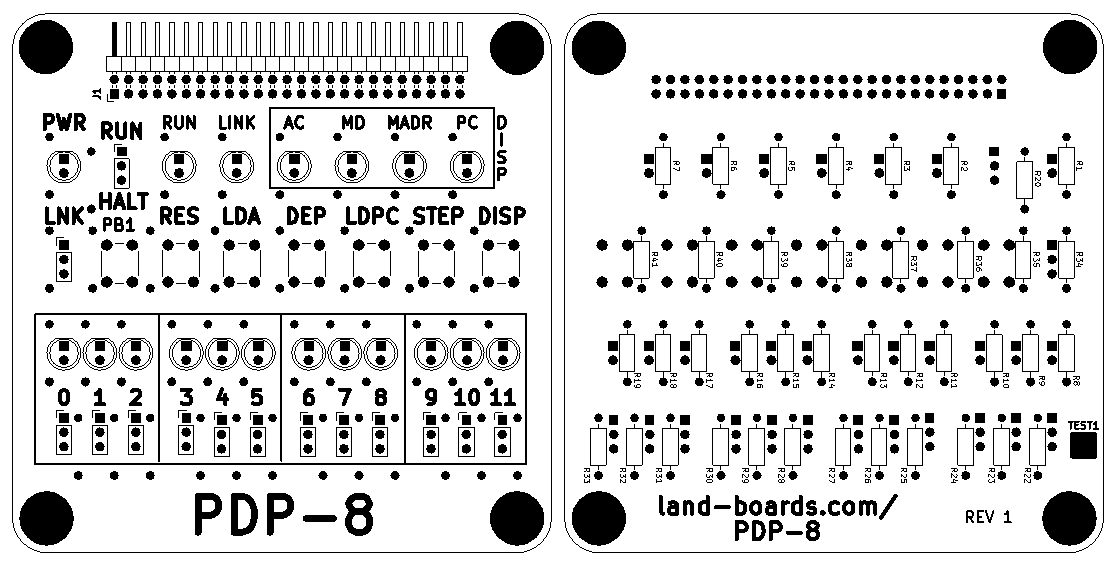 J1
PWR RUN RUN LINK AC MD MADR PC DISP
LNK HALT PB1 RES LDA DEP LDPC STEP DISP
0 1 2 3 4 5 6 7 8 9 10 11
PDP-8
R7 R6 R5 R4 R3 R2 R20 R1
R41 R40 R39 R38 R37 R36 R35 R34
R19 R18 R17 R16 R15 R14 R13 R12 R11 R10 R9 R8
TEST1
R33 R32 R31 R30 R29 R28 R27 R26 R25 R24 R23 R22
land-boards.com/
PDP-8
REV 1